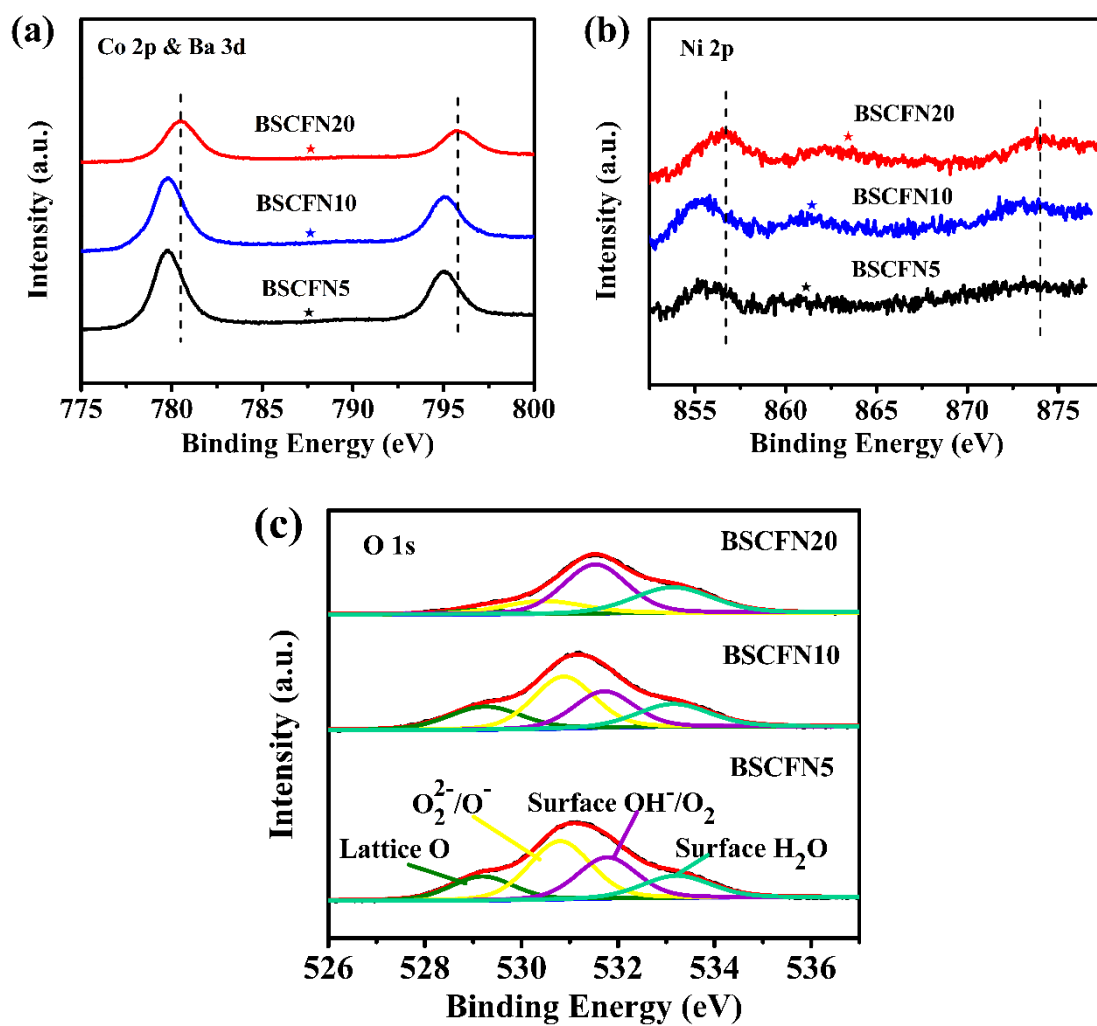 (a)
Co 2p & Ba 3d
BSCFN20
BSCFN10
BSCFN5
Intensity (a.u.)
775 780 785 790 795 800
Binding Energy (eV)
(b)
Ni 2p
BSCFN20
BSCFN10
BSCFN5
Intensity (a.u.)
855 860 865 870 875
Binding Energy (eV)
(c)
O 1s
BSCFN20
BSCFN10
BSCFN5
O₂²⁻/O⁻
Surface OH⁻/O₂
Lattice O
Surface H₂O
Intensity (a.u.)
526 528 530 532 534 536
Binding Energy (eV)